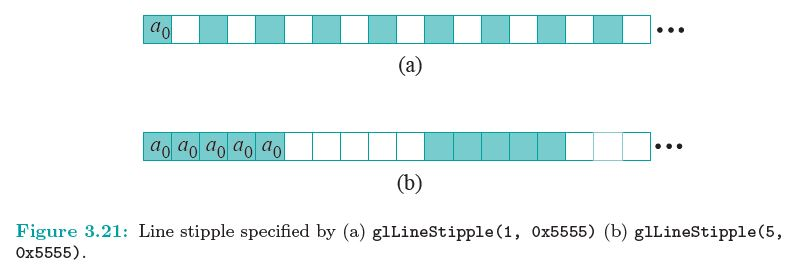 a0 •••
(a)
a0 a0 a0 a0 a0 •••
(b)
Figure 3.21: Line stipple specified by (a) glLineStipple(1, 0x5555) (b) glLineStipple(5,
0x5555).